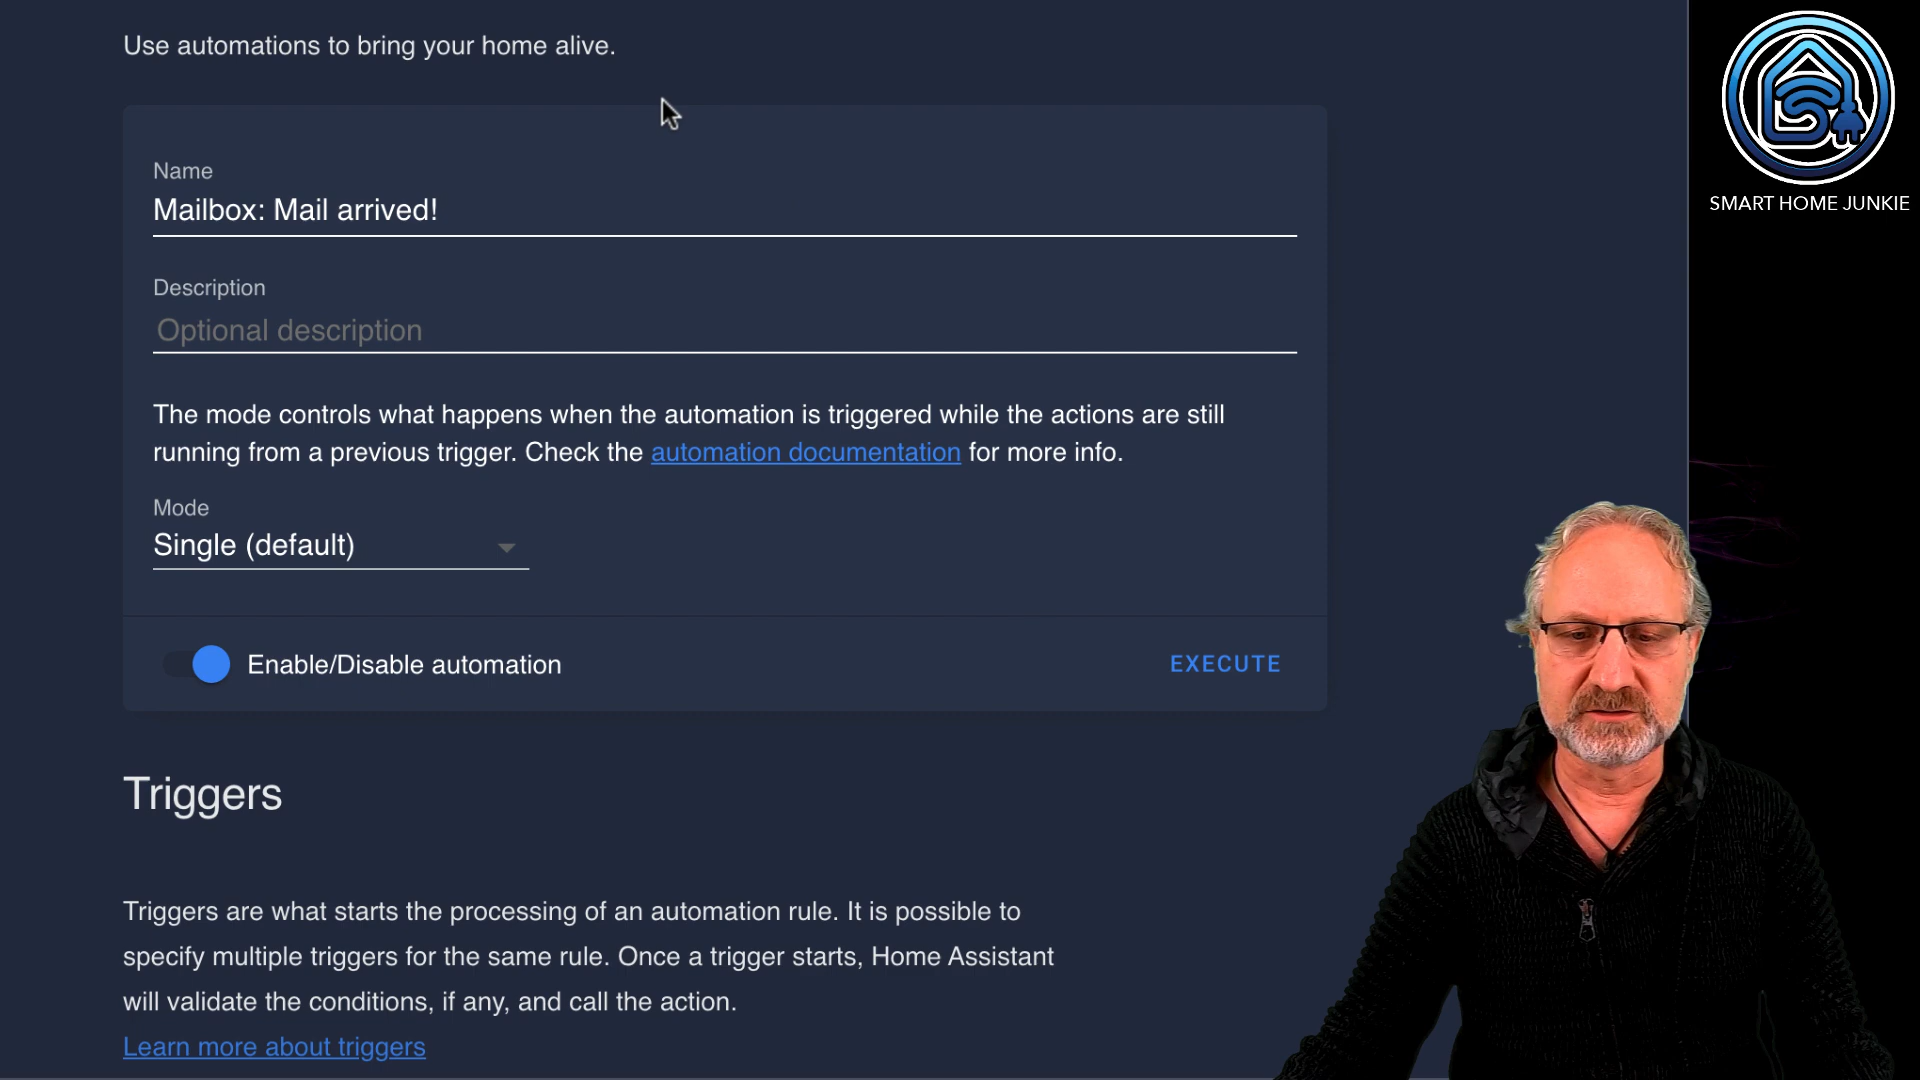 Use automations to bring your home alive.
SMART HOME JUNKIE
Name
Mailbox: Mail arrived!
Description
Optional description
The mode controls what happens when the automation is triggered while the actions are still
running from a previous trigger. Check the automation documentation for more info.
Mode
Single (default)
Enable/Disable automation
EXECUTE
Triggers
Triggers are what starts the processing of an automation rule. It is possible to
specify multiple triggers for the same rule. Once a trigger starts, Home Assistant
will validate the conditions, if any, and call the action.
Learn more about triggers